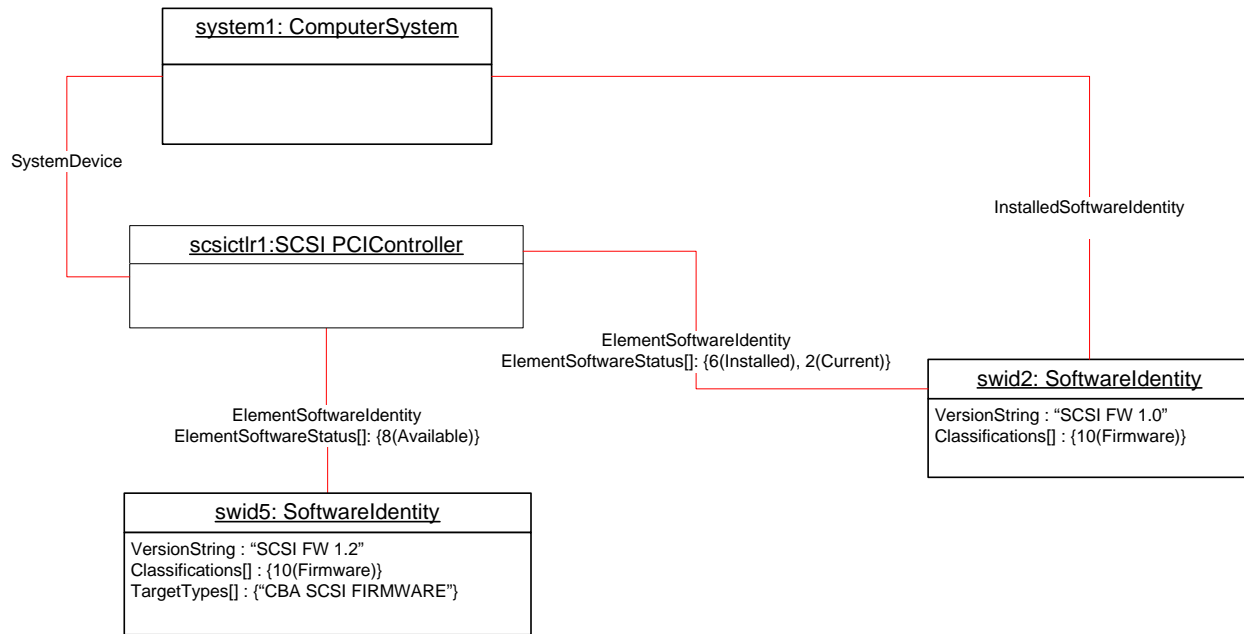 system1: ComputerSystem
SystemDevice
InstalledSoftwareIdentity
scsictlr1:SCSI PCIController
ElementSoftwareIdentity
ElementSoftwareStatus[]: {6(Installed), 2(Current)}
swid2: SoftwareIdentity
VersionString : “SCSI FW 1.0”
Classifications[] : {10(Firmware)}
ElementSoftwareIdentity
ElementSoftwareStatus[]: {8(Available)}
swid5: SoftwareIdentity
VersionString : “SCSI FW 1.2”
Classifications[] : {10(Firmware)}
TargetTypes[] : {“CBA SCSI FIRMWARE”}